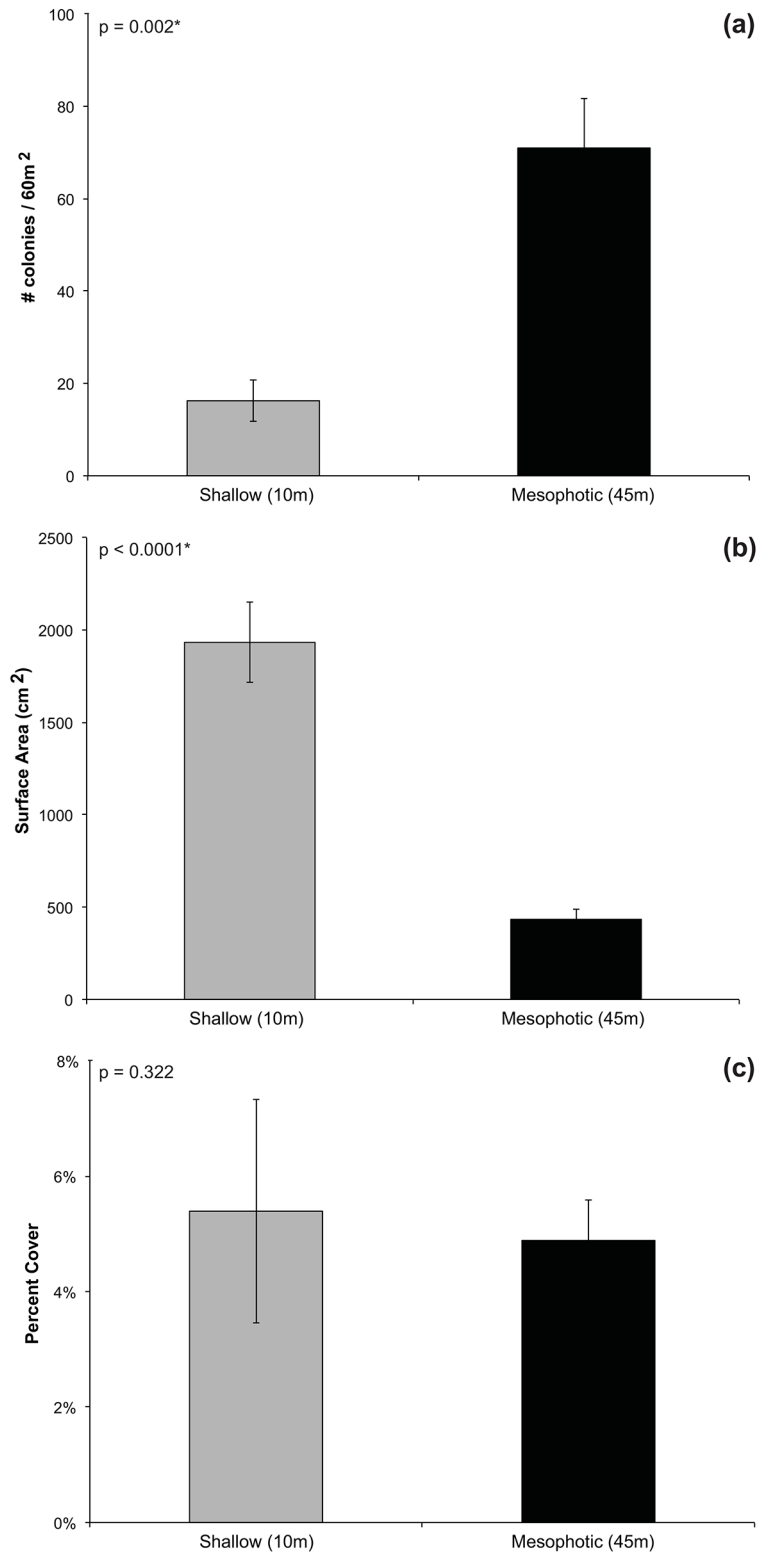 100
p = 0.002*
(a)
80
60
40
20
0
# colonies / 60m 2
Shallow (10m)
Mesophotic (45m)
2500
p < 0.0001*
(b)
2000
1500
1000
500
0
Surface Area (cm 2)
Shallow (10m)
Mesophotic (45m)
8%
p = 0.322
(c)
6%
4%
2%
0%
Percent Cover
Shallow (10m)
Mesophotic (45m)